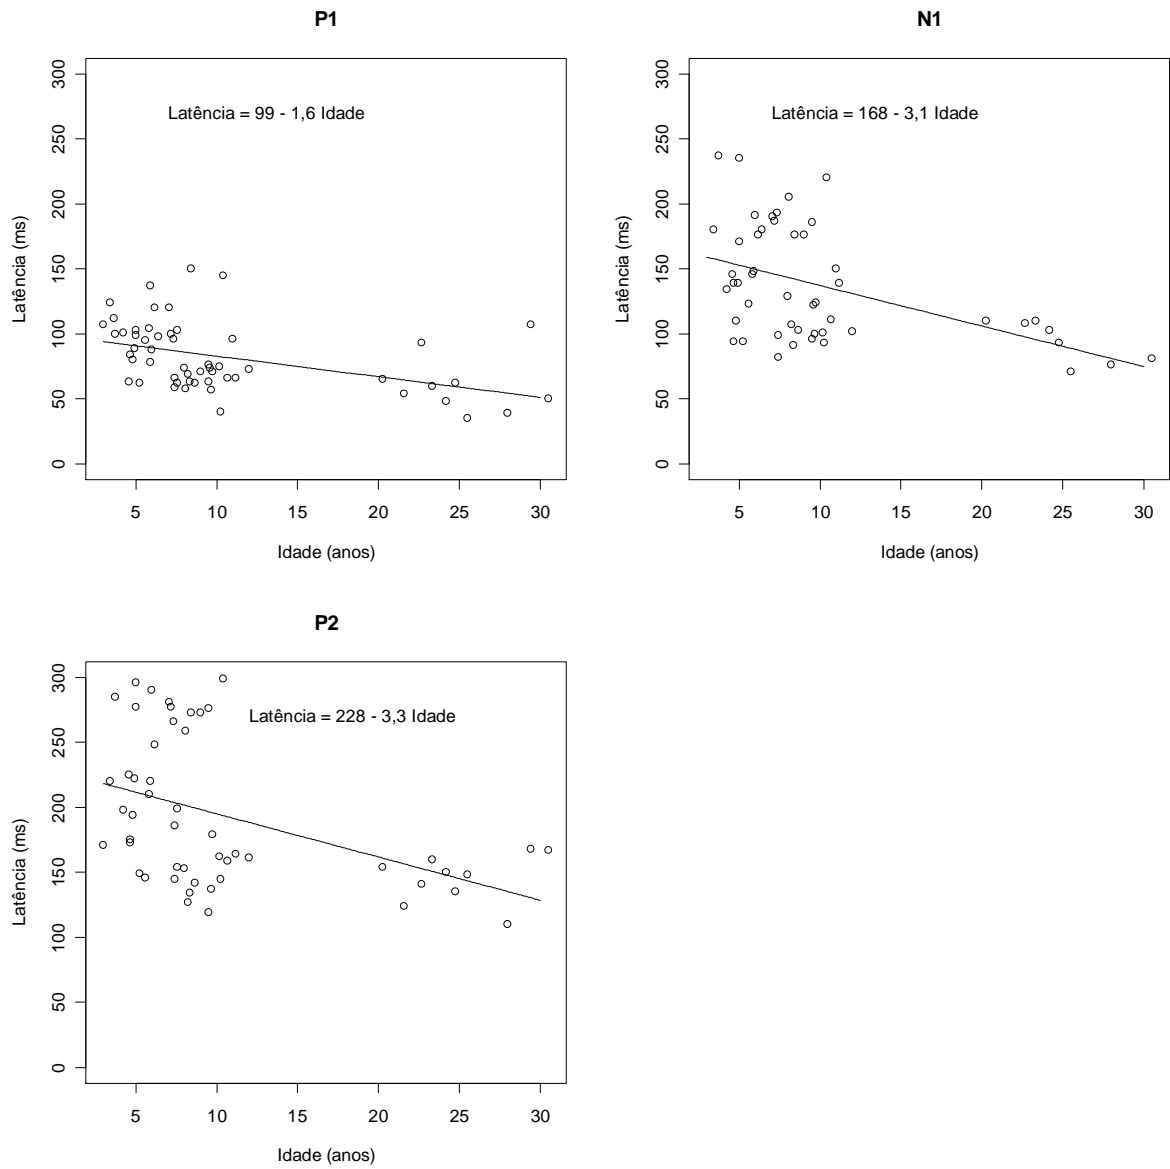 P1
Latência = 99 - 1,6 Idade
Latência (ms)
0 50 100 150 200 250 300
5 10 15 20 25 30
Idade (anos)
N1
Latência = 168 - 3,1 Idade
Latência (ms)
0 50 100 150 200 250 300
5 10 15 20 25 30
Idade (anos)
P2
Latência = 228 - 3,3 Idade
Latência (ms)
0 50 100 150 200 250 300
5 10 15 20 25 30
Idade (anos)